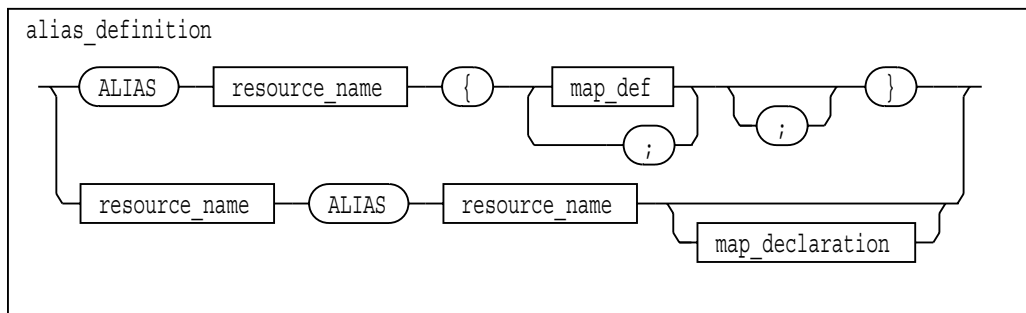 alias_definition
ALIAS resource_name { map_def ; ; }
resource_name ALIAS resource_name map_declaration